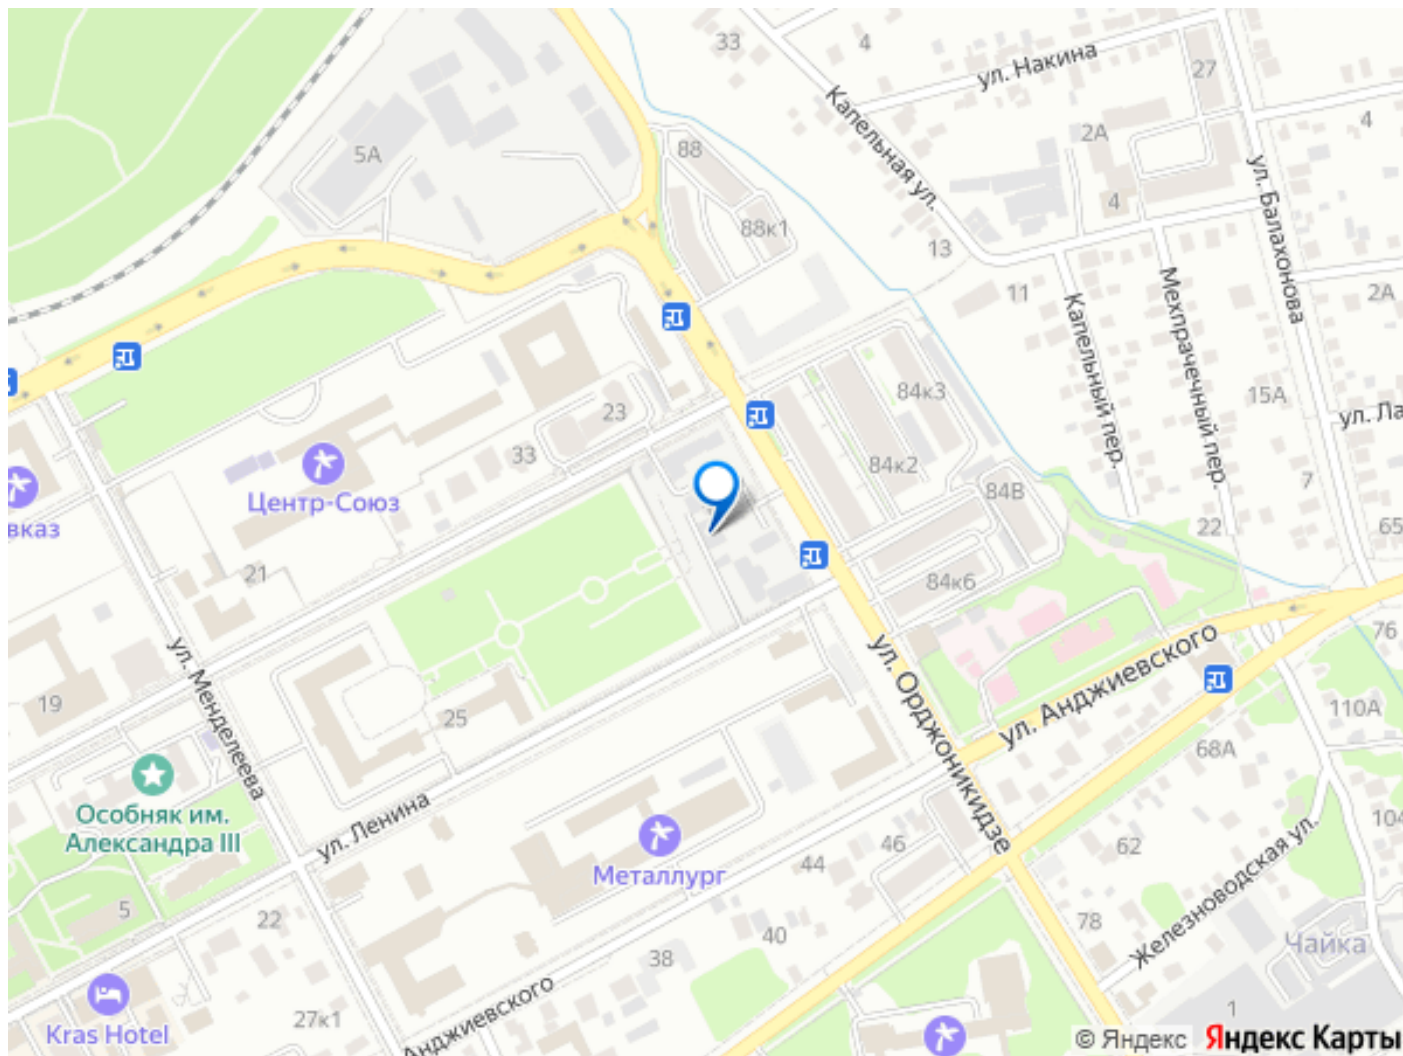 33
4
ул. Накина
27
Капельная ул.
4
2А
5А
88
ул. Балахонова
4
88к1
13
Мехпрачечный пер.
11
2А
Капельный пер.
84к3
15А
23
ул. Ла
33
84к2
Центр-Союз
84В
7
вказ
22
65
21
84к6
ул. Орджоникидзе
ул. Анджиевского
76
ул. Менделеева
19
25
110А
68А
Особняк им.
Александра III
ул. Ленина
Металлург
46
44
62
104
Железноводская ул.
5
22
78
40
38
Чайка
27к1
1
Kras Hotel
Анджиевского
© Яндекс Яндекс Карты